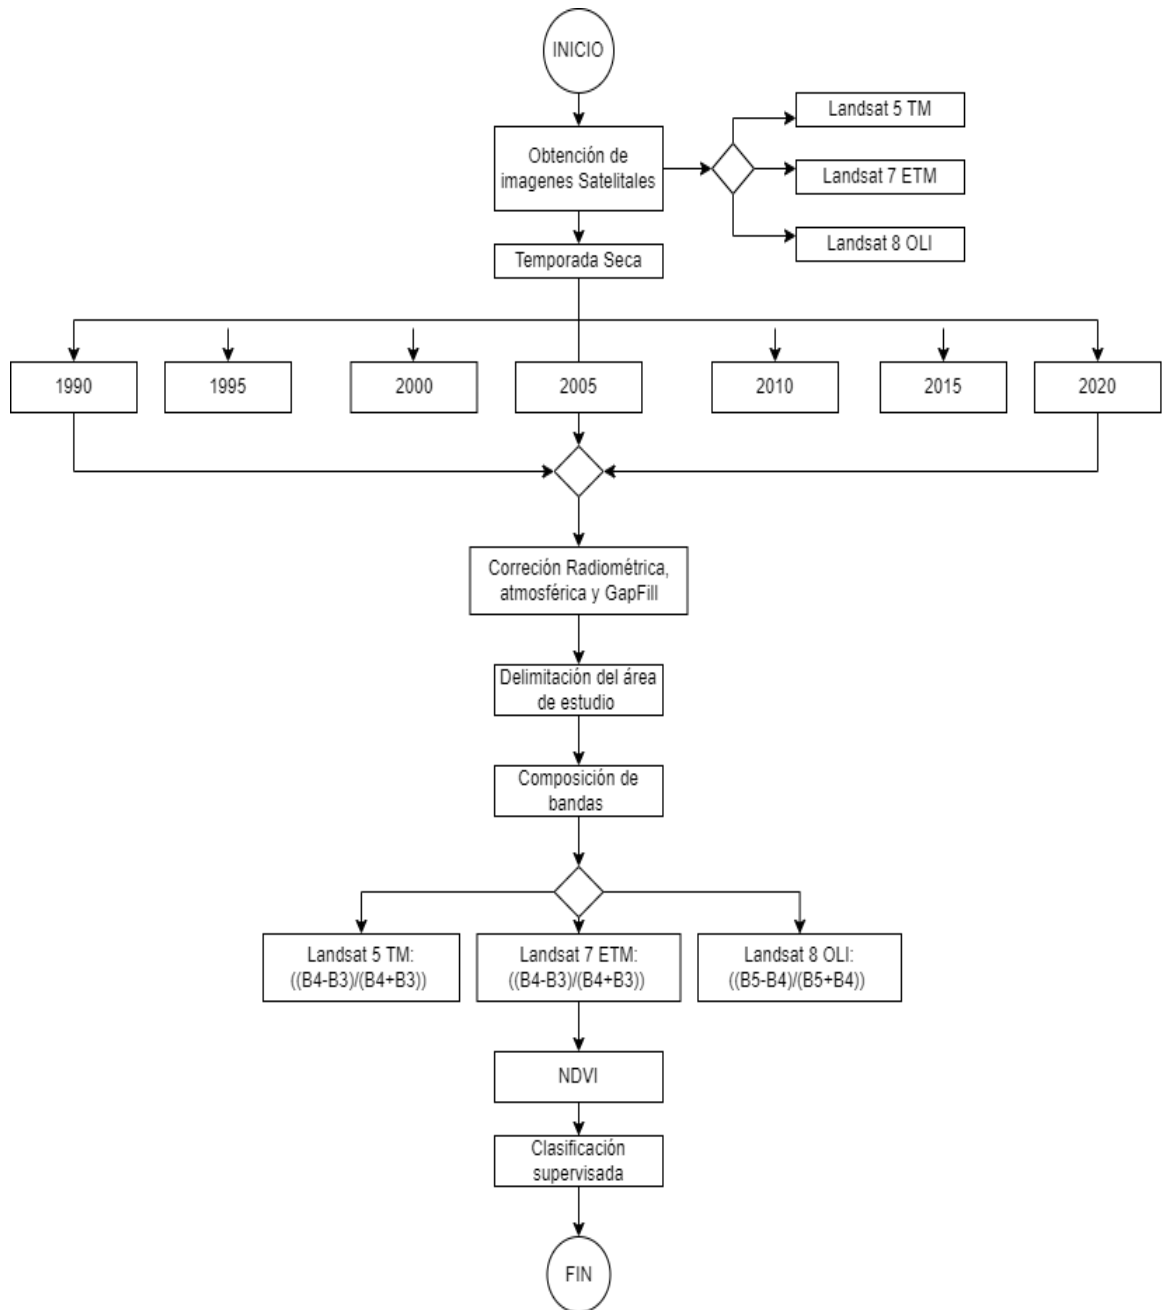 INICIO
Obtención de
imagenes Satelitales
Landsat 5 TM
Landsat 7 ETM
Landsat 8 OLI
Temporada Seca
1990
1995
2000
2005
2010
2015
2020
Correción Radiométrica,
atmosférica y GapFill
Delimitación del área
de estudio
Composición de
bandas
Landsat 5 TM:
((B4-B3)/(B4+B3))
Landsat 7 ETM:
((B4-B3)/(B4+B3))
Landsat 8 OLI:
((B5-B4)/(B5+B4))
NDVI
Clasificación
supervisada
FIN